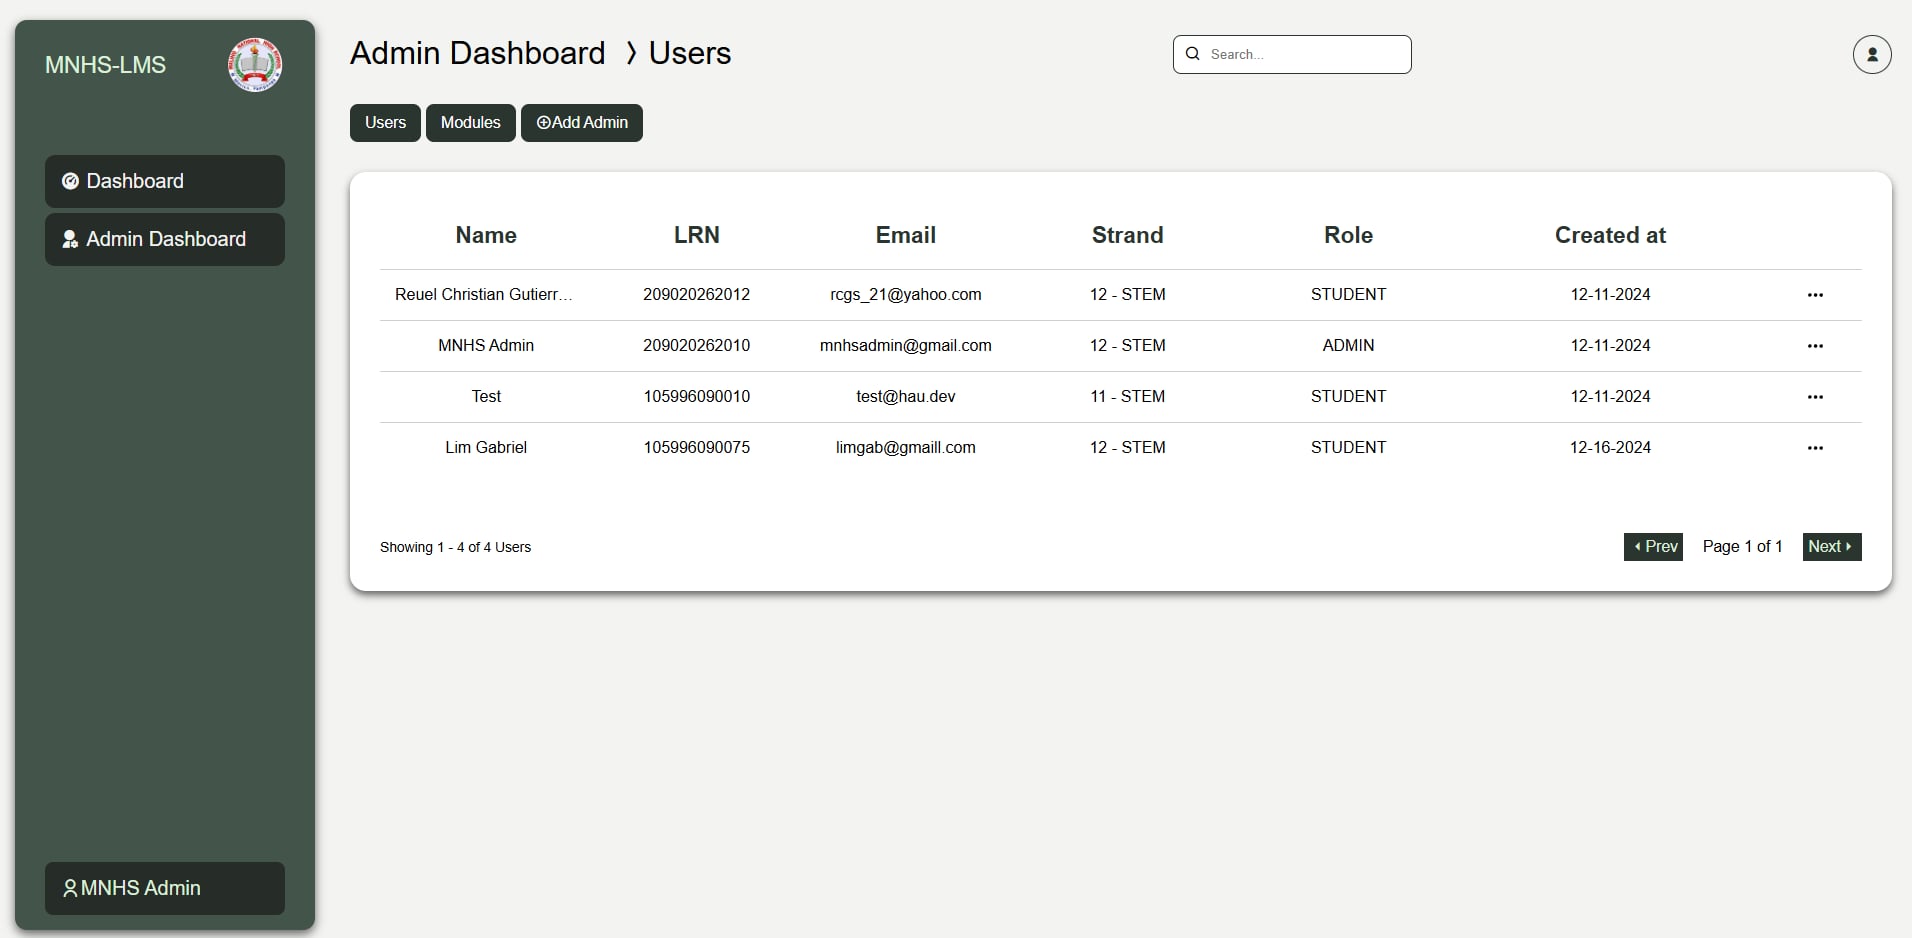 MNHS-LMS
Dashboard
Admin Dashboard
MNHS Admin
Admin Dashboard 〉Users
Search...
Users Modules Add Admin
Name LRN Email Strand Role Created at
Reuel Christian Gutierr... 209020262012 rcgs_21@yahoo.com 12 - STEM STUDENT 12-11-2024
MNHS Admin 209020262010 mnhsadmin@gmail.com 12 - STEM ADMIN 12-11-2024
Test 105996090010 test@hau.dev 11 - STEM STUDENT 12-11-2024
Lim Gabriel 105996090075 limgab@gmaill.com 12 - STEM STUDENT 12-16-2024
Showing 1 - 4 of 4 Users
Prev Page 1 of 1 Next